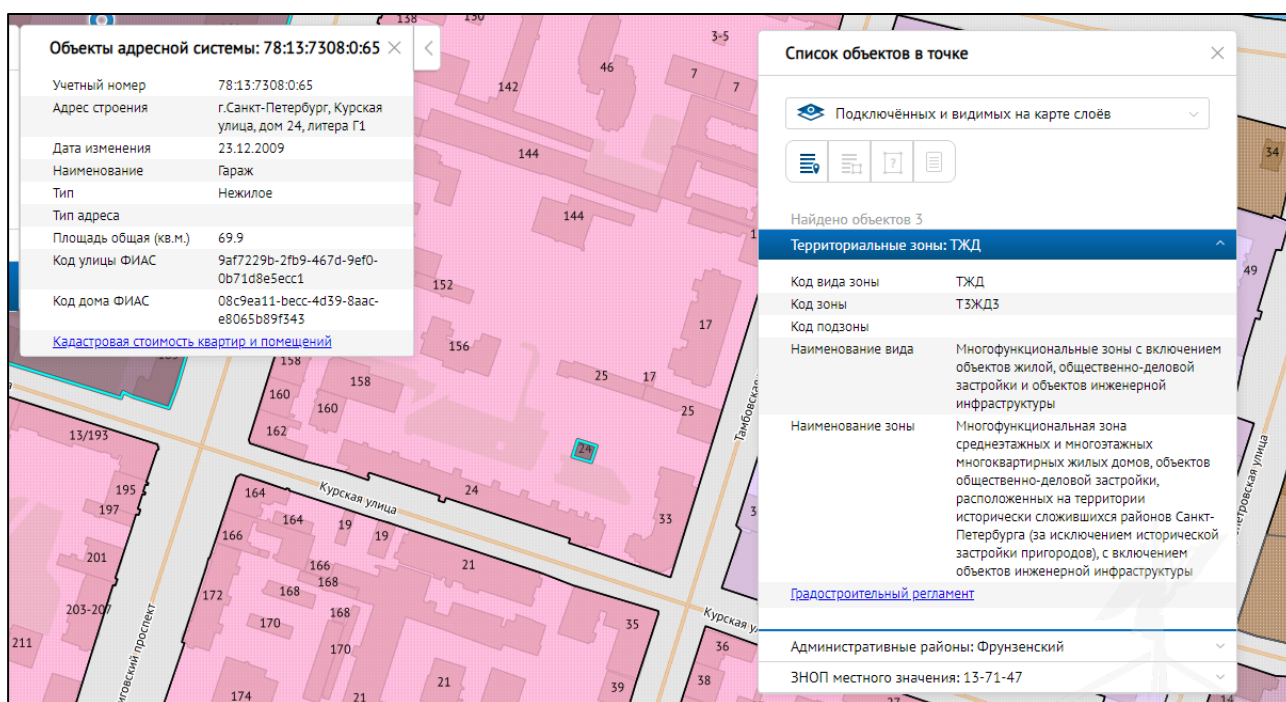 Объекты адресной системы: 78:13:7308:0:65
Учетный номер 78:13:7308:0:65
Адрес строения г.Санкт-Петербург, Курская
улица, дом 24, литера Г1
Дата изменения 23.12.2009
Наименование Гараж
Тип Нежилое
Тип адреса
Площадь общая (кв.м.) 69.9
Код улицы ФИАС 9af7229b-2fb9-467d-9ef0-
0b71d8e5ecc1
Код дома ФИАС 08c9ea11-becc-4d39-8aac-
e8065b89f343
Кадастровая стоимость квартир и помещений
138
3-5
46
7
7
142
144
144
152
17
156
158
158
25
17
160
160
25
162
13/193
24
Тамбовская
195
164
Курская улица
24
197
164
19
19
33
166
201
166
21
168
172
168
203-207
168
170
35
211
170
Курская
36
21
38
174
21
39
Список объектов в точке
Подключённых и видимых на карте слоёв
?
Найдено объектов 3
Территориальные зоны: ТЖД
Код вида зоны ТЖД
Код зоны Т3ЖД3
Код подзоны
Наименование вида Многофункциональные зоны с включением
объектов жилой, общественно-деловой
застройки и объектов инженерной
инфраструктуры
Наименование зоны Многофункциональная зона
среднеэтажных и многоэтажных
многоквартирных жилых домов, объектов
общественно-деловой застройки,
расположенных на территории
исторически сложившихся районов Санкт-
Петербурга (за исключением исторической
застройки пригородов), с включением
объектов инженерной инфраструктуры
Градостроительный регламент
Административные районы: Фрунзенский
ЗНОП местного значения: 13-71-47
34
49
улица
14